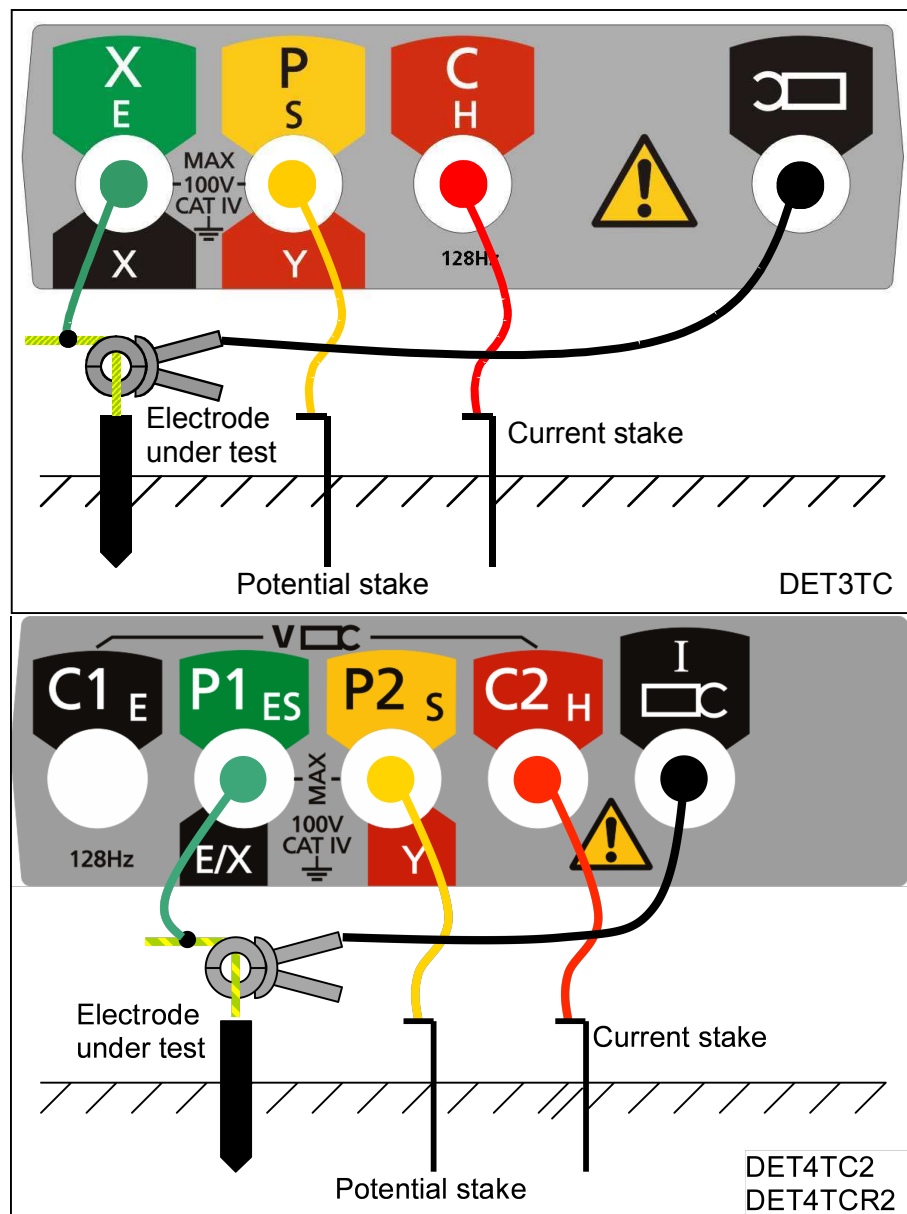 X
E
P
S
C
H
MAX
100V
CAT IV
X
Y
128Hz
Electrode
under test
Current stake
Potential stake
DET3TC
V
C1 E
P1 ES
P2 S
C2 H
I
MAX
100V
CAT IV
128Hz
E/X
Y
Electrode
under test
Current stake
Potential stake
DET4TC2
DET4TCR2